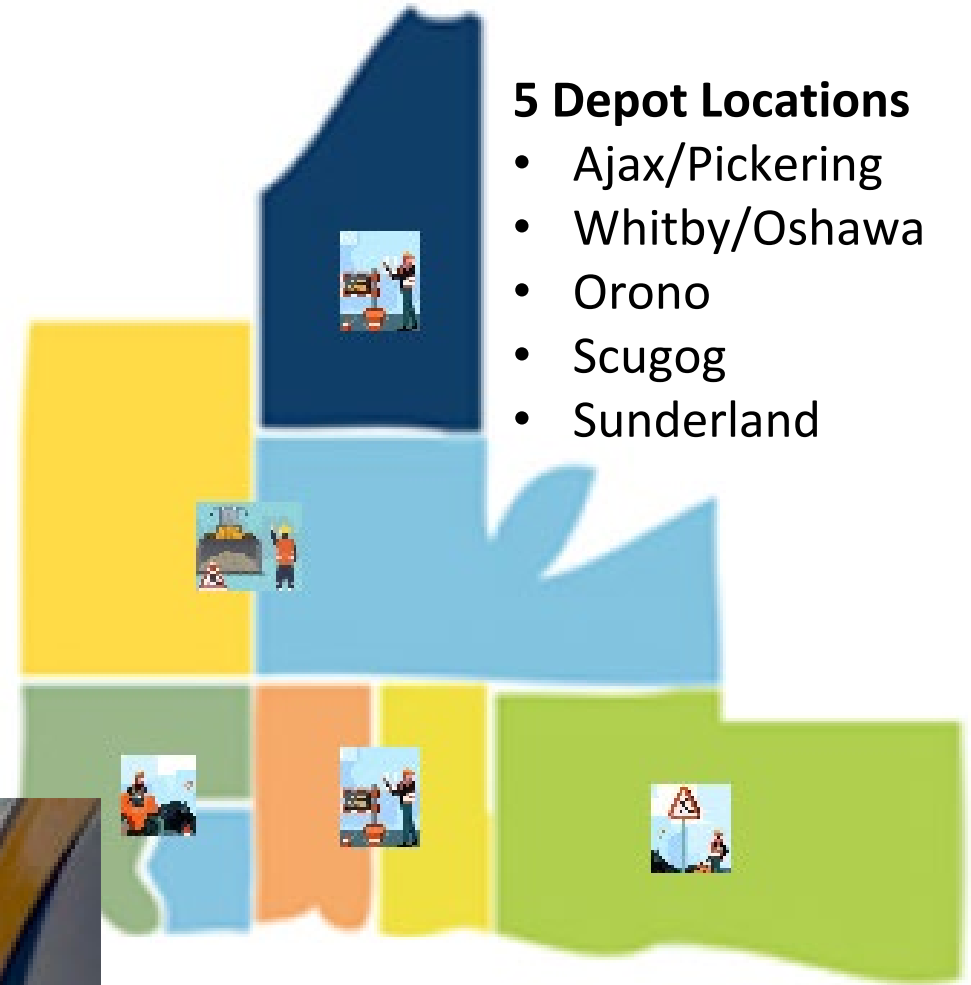 5 Depot Locations
• Ajax/Pickering
• Whitby/Oshawa
• Orono
• Scugog
• Sunderland